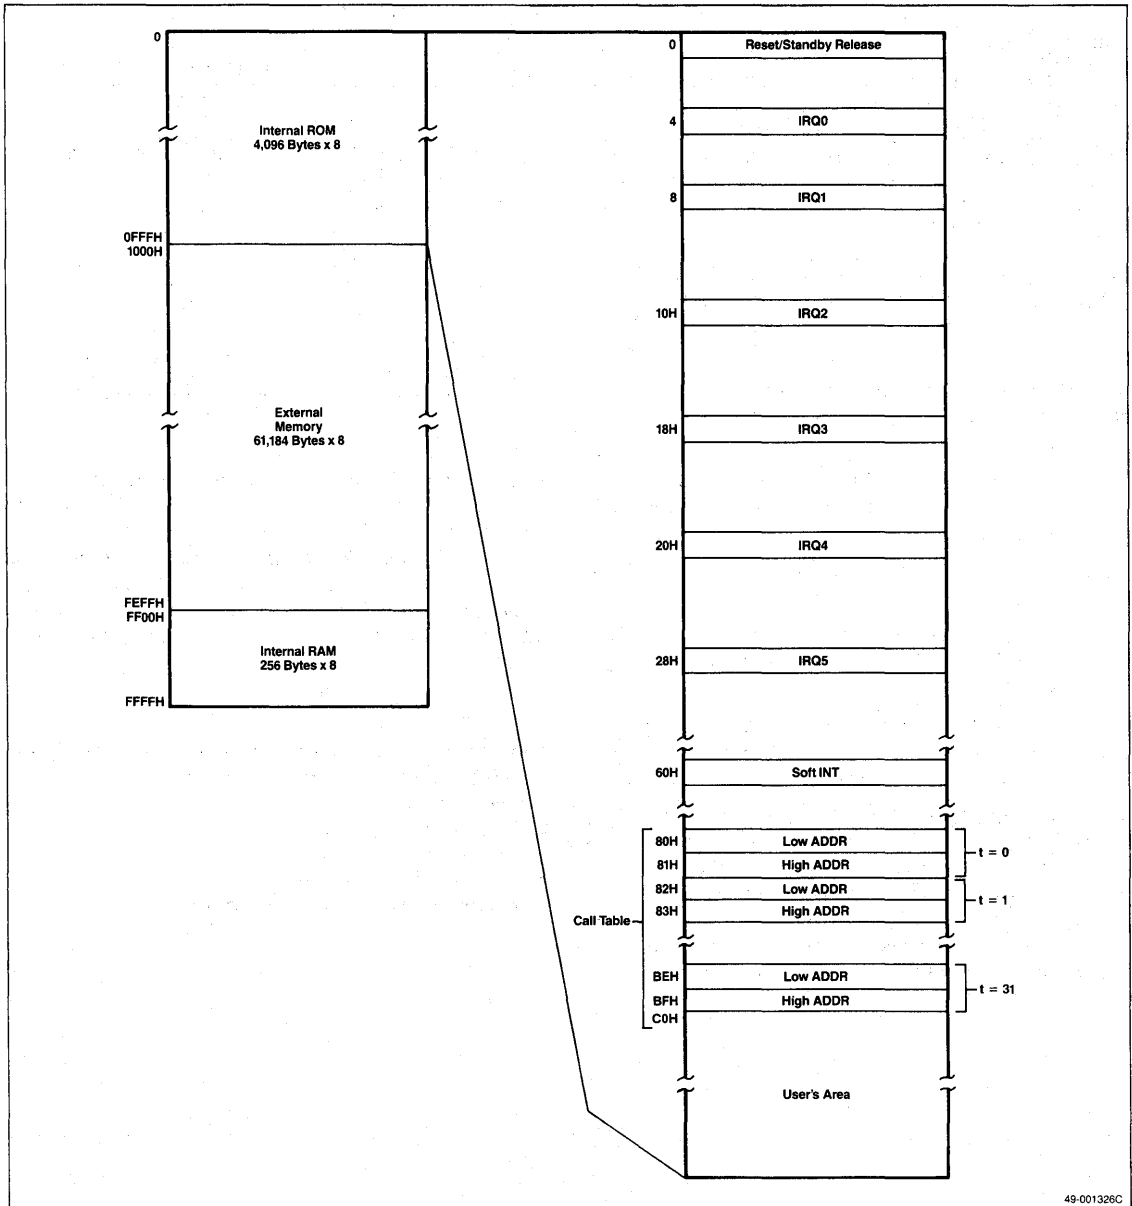 0
Internal ROM
4,096 Bytes x 8
0FFFH
1000H
External
Memory
61,184 Bytes x 8
FEFFH
FF00H
Internal RAM
256 Bytes x 8
FFFFH
0 Reset/Standby Release
4 IRQ0
8 IRQ1
10H IRQ2
18H IRQ3
20H IRQ4
28H IRQ5
60H Soft INT
Call Table
80H Low ADDR
81H High ADDR
t = 0
82H Low ADDR
83H High ADDR
t = 1
BEH Low ADDR
BFH High ADDR
t = 31
C0H
User's Area
49-001326C